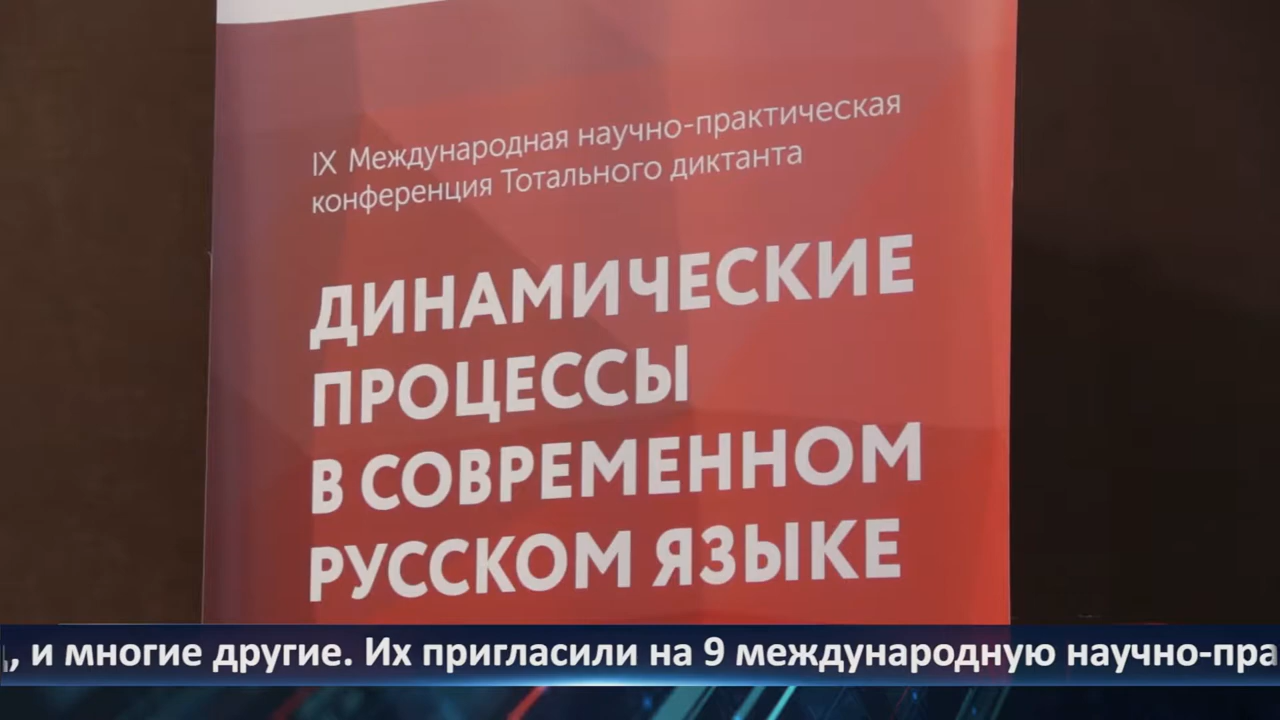 IX Международная научно-практическая
конференция Тотального диктанта
ДИНАМИЧЕСКИЕ
ПРОЦЕССЫ
В СОВРЕМЕННОМ
РУССКОМ ЯЗЫКЕ
, и многие другие. Их пригласили на 9 международную научно-пра